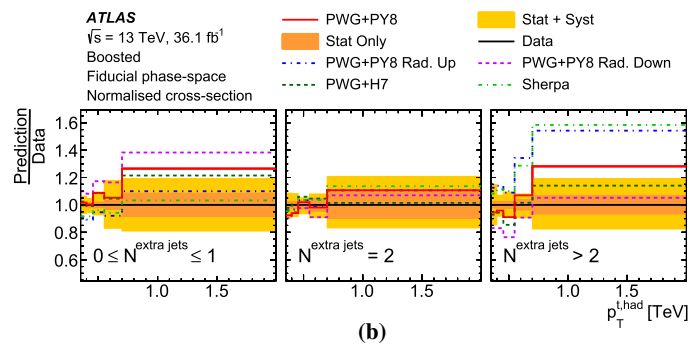 ATLAS
√s = 13 TeV, 36.1 fb¹
Boosted
Fiducial phase-space
Normalised cross-section
PWG+PY8
Stat Only
PWG+PY8 Rad. Up
PWG+H7
Stat + Syst
Data
PWG+PY8 Rad. Down
Sherpa
Prediction
Data
1.6
1.4
1.2
1.0
0.8
0.6
0 ≤ N^extra jets ≤ 1
N^extra jets = 2
N^extra jets > 2
1.0 1.5
1.0 1.5
1.0 1.5
p_T^t,had [TeV]
(b)